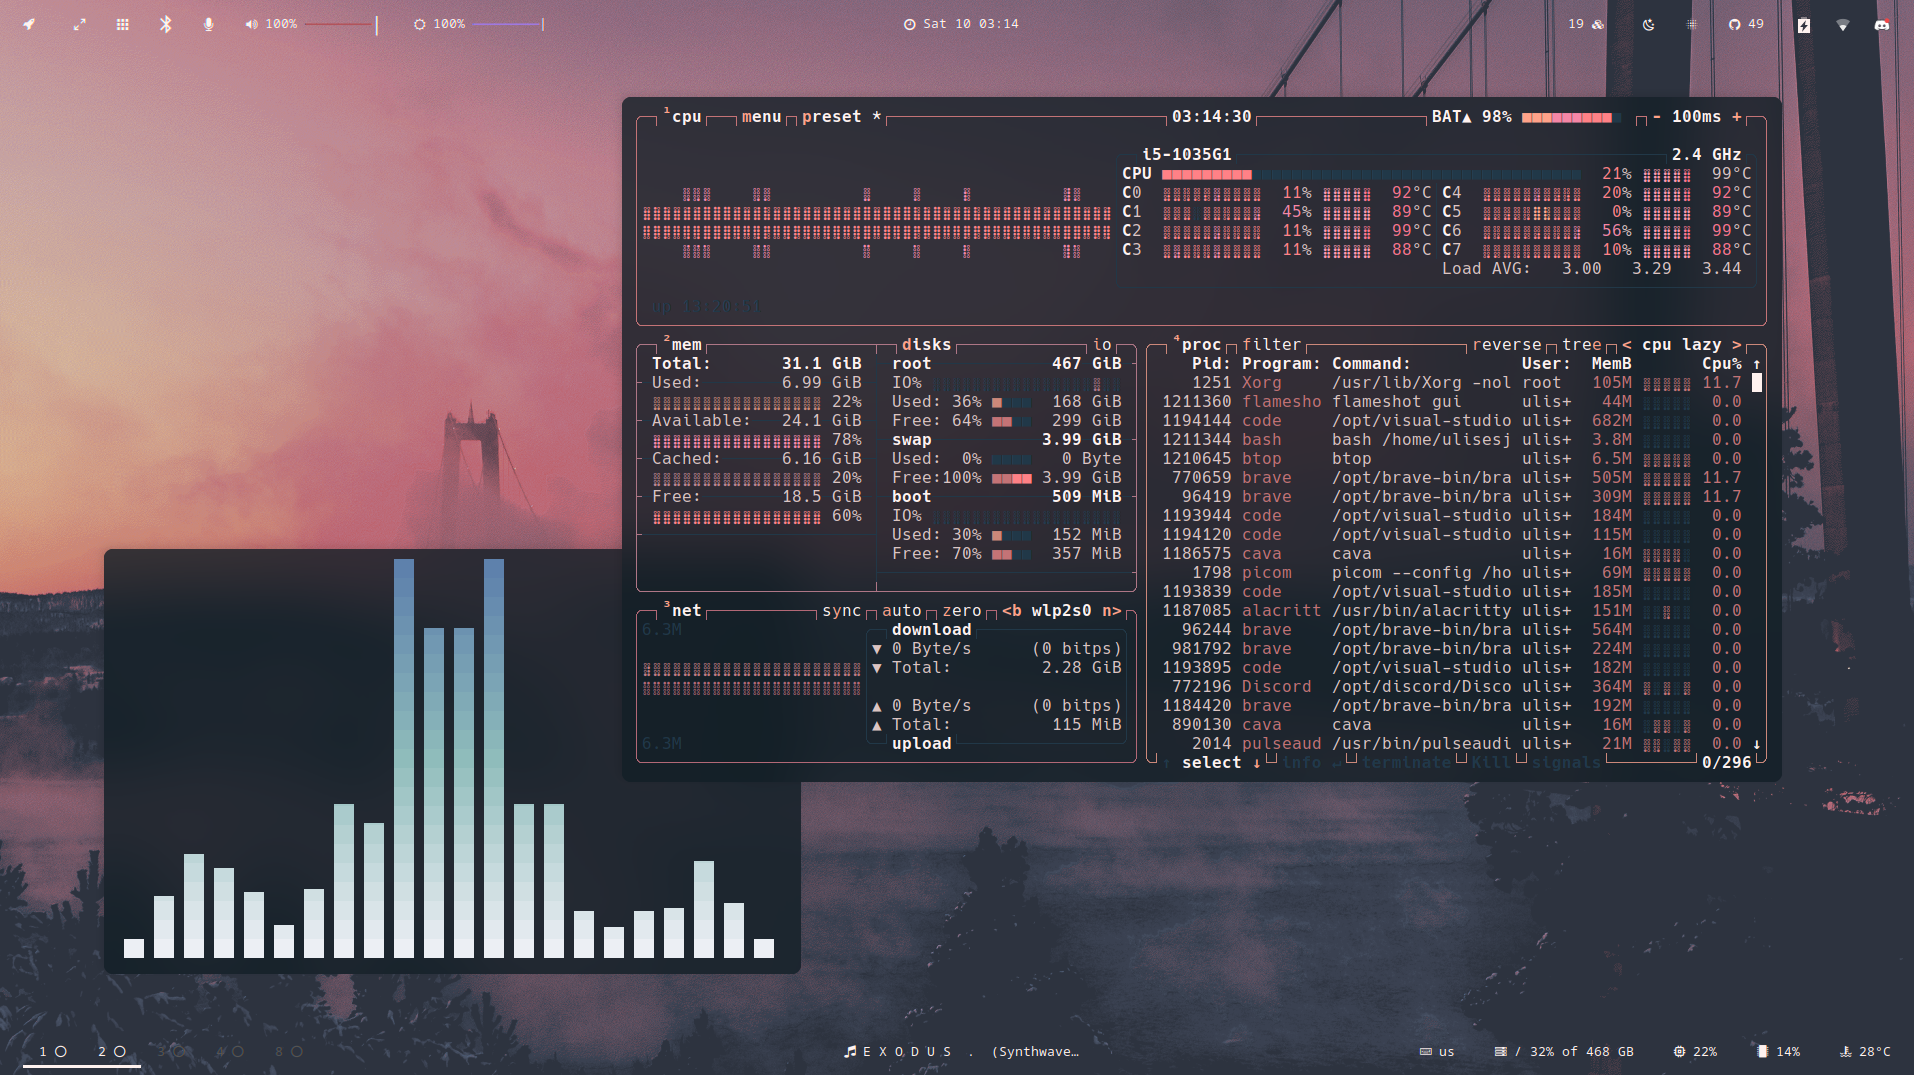 100% 100% Sat 10 03:14 19 49
1cpu menu preset * 03:14:30 BAT▲ 98% - 100ms +
i5-1035G1 2.4 GHz
CPU 21% 99°C
C0 11% 92°C C4 20% 92°C
C1 45% 89°C C5 0% 89°C
C2 11% 99°C C6 56% 99°C
C3 11% 88°C C7 10% 88°C
Load AVG: 3.00 3.29 3.44
up 13:20:51
2mem
Total: 31.1 GiB
Used: 6.99 GiB
22%
Available: 24.1 GiB
78%
Cached: 6.16 GiB
20%
Free: 18.5 GiB
60%
disks io
root 467 GiB
IO%
Used: 36% 168 GiB
Free: 64% 299 GiB
swap 3.99 GiB
Used: 0% 0 Byte
Free:100% 3.99 GiB
boot 509 MiB
IO%
Used: 30% 152 MiB
Free: 70% 357 MiB
3net sync auto zero <b wlp2s0 n>
6.3M
download
▼ 0 Byte/s (0 bitps)
▼ Total: 2.28 GiB
▲ 0 Byte/s (0 bitps)
▲ Total: 115 MiB
6.3M
upload
4proc filter reverse tree < cpu lazy >
Pid: Program: Command: User: MemB Cpu% ↑
1251 Xorg /usr/lib/Xorg -nol root 105M 11.7
1211360 flamesho flameshot gui ulis+ 44M 0.0
1194144 code /opt/visual-studio ulis+ 682M 0.0
1211344 bash bash /home/ulisesj ulis+ 3.8M 0.0
1210645 btop btop ulis+ 6.5M 0.0
770659 brave /opt/brave-bin/bra ulis+ 505M 11.7
96419 brave /opt/brave-bin/bra ulis+ 309M 11.7
1193944 code /opt/visual-studio ulis+ 184M 0.0
1194120 code /opt/visual-studio ulis+ 115M 0.0
1186575 cava cava ulis+ 16M 0.0
1798 picom picom --config /ho ulis+ 69M 0.0
1193839 code /opt/visual-studio ulis+ 185M 0.0
1187085 alacritt /usr/bin/alacritty ulis+ 151M 0.0
96244 brave /opt/brave-bin/bra ulis+ 564M 0.0
981792 brave /opt/brave-bin/bra ulis+ 224M 0.0
1193895 code /opt/visual-studio ulis+ 182M 0.0
772196 Discord /opt/discord/Disco ulis+ 364M 0.0
1184420 brave /opt/brave-bin/bra ulis+ 192M 0.0
890130 cava cava ulis+ 16M 0.0
2014 pulseaud /usr/bin/pulseaudi ulis+ 21M 0.0 ↓
↑ select ↓ info ↵ terminate Kill signals 0/296
1 2 3 4 8 E X O D U S . (Synthwave… us / 32% of 468 GB 22% 14% 28°C